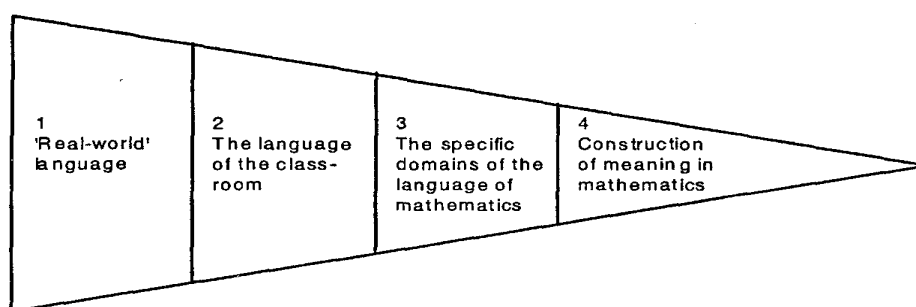 1
'Real-world'
language
2
The language
of the class-
room
3
The specific
domains of the
language of
mathematics
4
Construction
of meaning in
mathematics